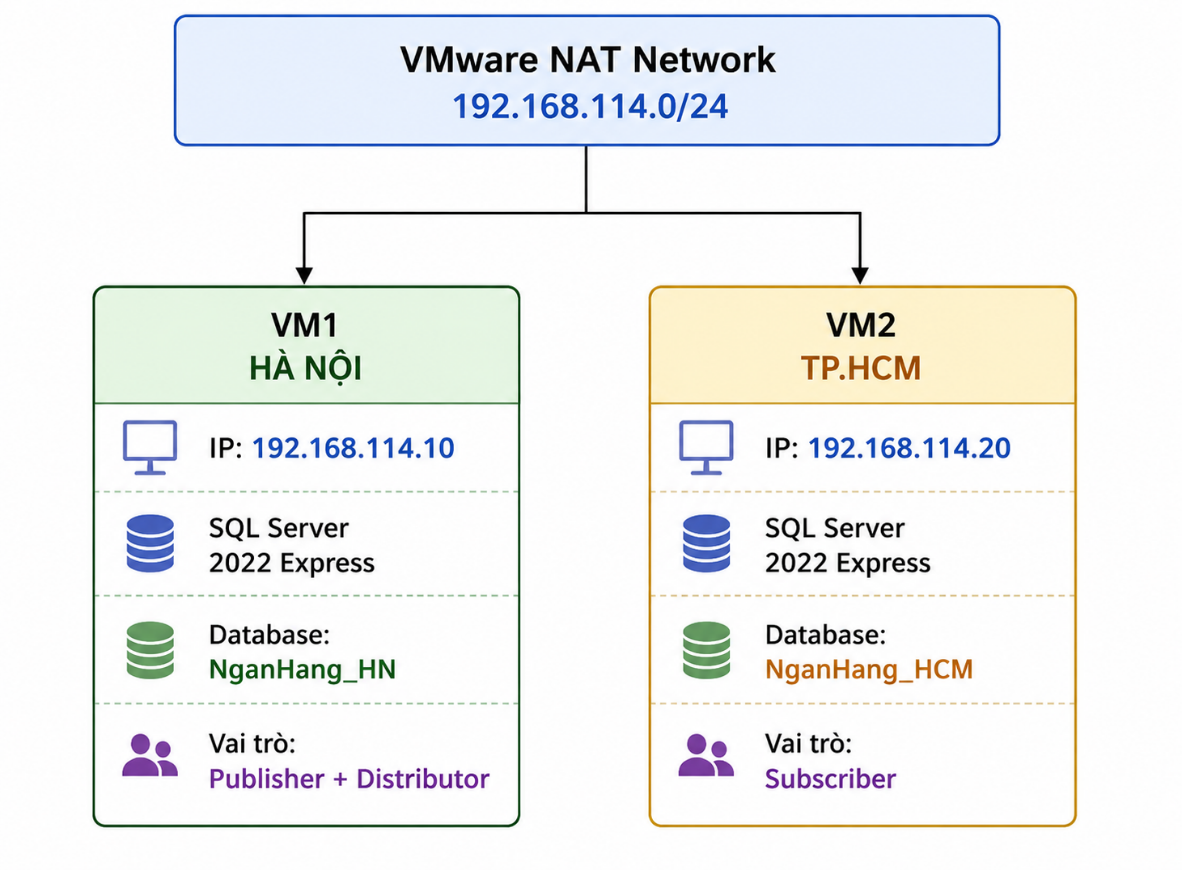 VMware NAT Network
192.168.114.0/24
VM1
HÀ NỘI
IP: 192.168.114.10
SQL Server
2022 Express
Database:
NganHang_HN
Vai trò:
Publisher + Distributor
VM2
TP.HCM
IP: 192.168.114.20
SQL Server
2022 Express
Database:
NganHang_HCM
Vai trò:
Subscriber